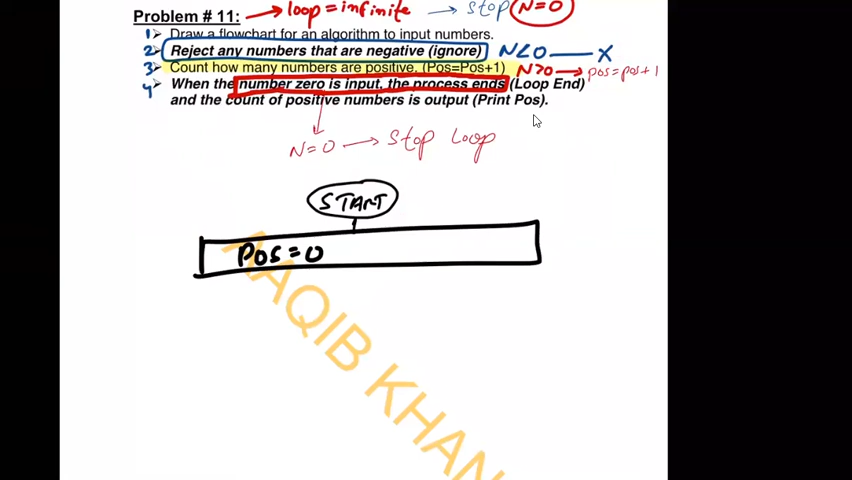 Problem # 11: → loop = infinite → stop N=0
1 ➢ Draw a flowchart for an algorithm to input numbers.
2 ➢ Reject any numbers that are negative (ignore) N<0 — X
3 ➢ Count how many numbers are positive. (Pos=Pos+1) N>0 → pos=pos+1
4 ➢ When the number zero is input, the process ends (Loop End)
and the count of positive numbers is output (Print Pos).
N=0 → Stop Loop
START
Pos=0
AAQIB KHAN